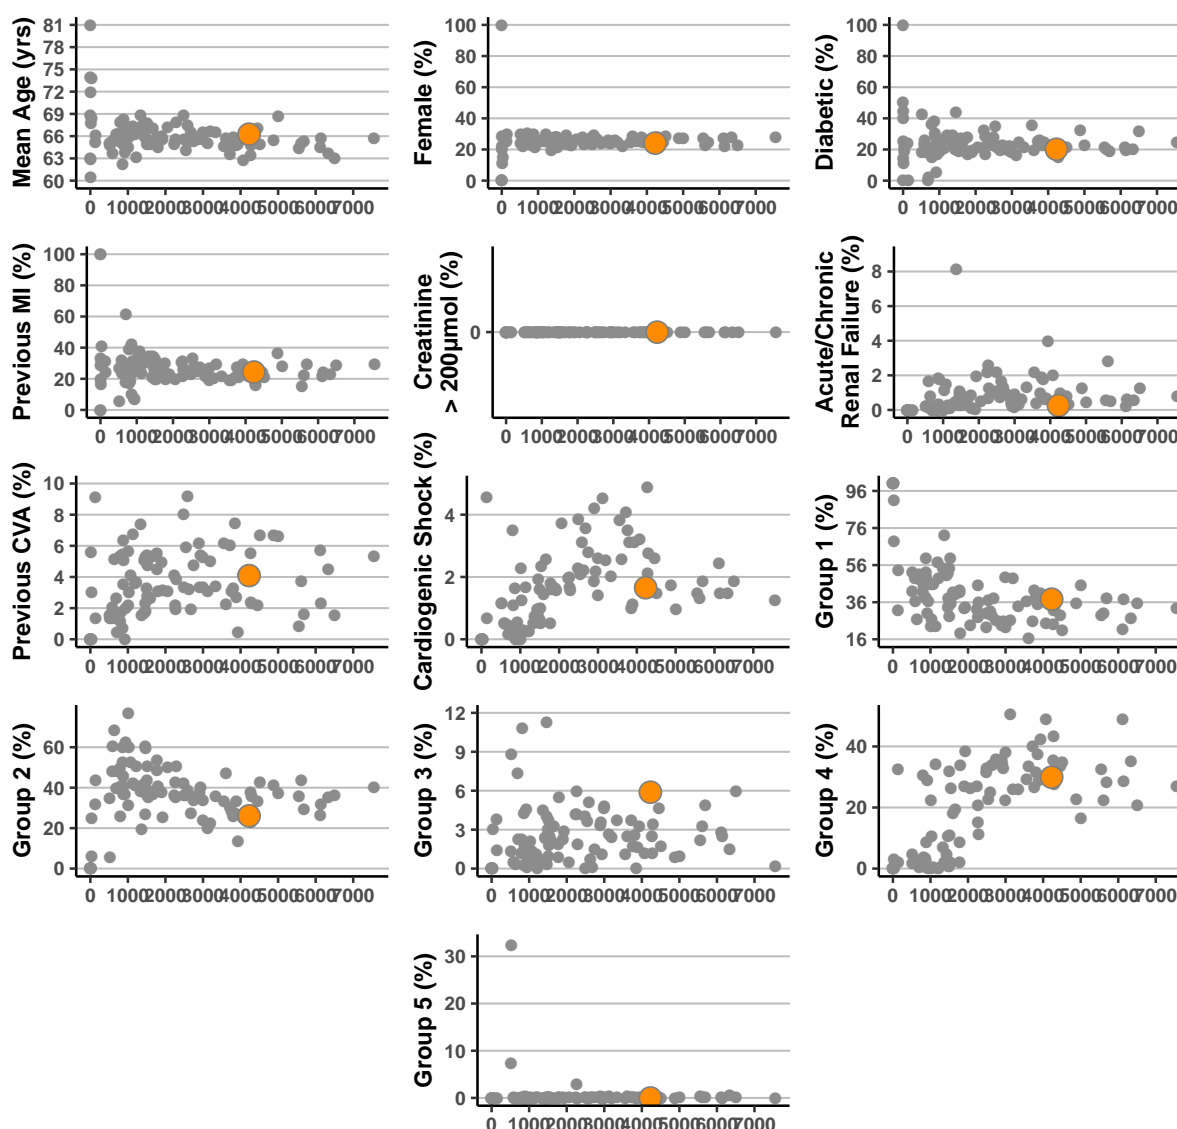 Mean Age (yrs)
81
78
75
72
69
66
63
60
0 1000 2000 3000 4000 5000 6000 7000
Female (%)
100
80
60
40
20
0
0 1000 2000 3000 4000 5000 6000 7000
Diabetic (%)
100
80
60
40
20
0
0 1000 2000 3000 4000 5000 6000 7000
Previous MI (%)
100
80
60
40
20
0
0 1000 2000 3000 4000 5000 6000 7000
Creatinine
> 200µmol (%)
0
0 1000 2000 3000 4000 5000 6000 7000
Acute/Chronic
Renal Failure (%)
8
6
4
2
0
0 1000 2000 3000 4000 5000 6000 7000
Previous CVA (%)
10
8
6
4
2
0
0 1000 2000 3000 4000 5000 6000 7000
Cardiogenic Shock (%)
4
2
0
0 1000 2000 3000 4000 5000 6000 7000
Group 1 (%)
96
76
56
36
16
0 1000 2000 3000 4000 5000 6000 7000
Group 2 (%)
60
40
20
0
0 1000 2000 3000 4000 5000 6000 7000
Group 3 (%)
12
9
6
3
0
0 1000 2000 3000 4000 5000 6000 7000
Group 4 (%)
40
20
0
0 1000 2000 3000 4000 5000 6000 7000
Group 5 (%)
30
20
10
0
0 1000 2000 3000 4000 5000 6000 7000